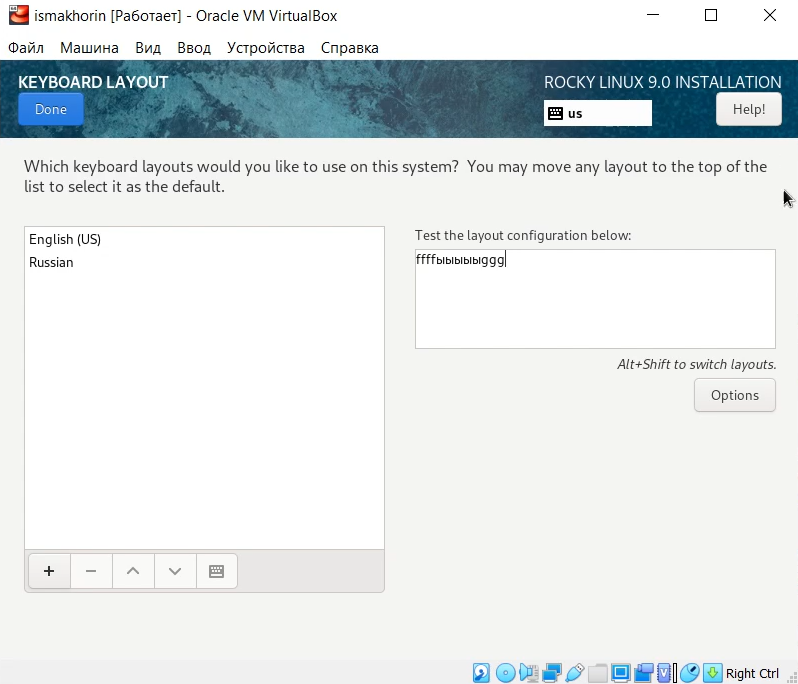 ismakhorin [Работает] - Oracle VM VirtualBox
Файл Машина Вид Ввод Устройства Справка
KEYBOARD LAYOUT
ROCKY LINUX 9.0 INSTALLATION
Done
us
Help!
Which keyboard layouts would you like to use on this system? You may move any layout to the top of the
list to select it as the default.
English (US)
Russian
Test the layout configuration below:
ffffыыыыыggg
Alt+Shift to switch layouts.
Options
Right Ctrl